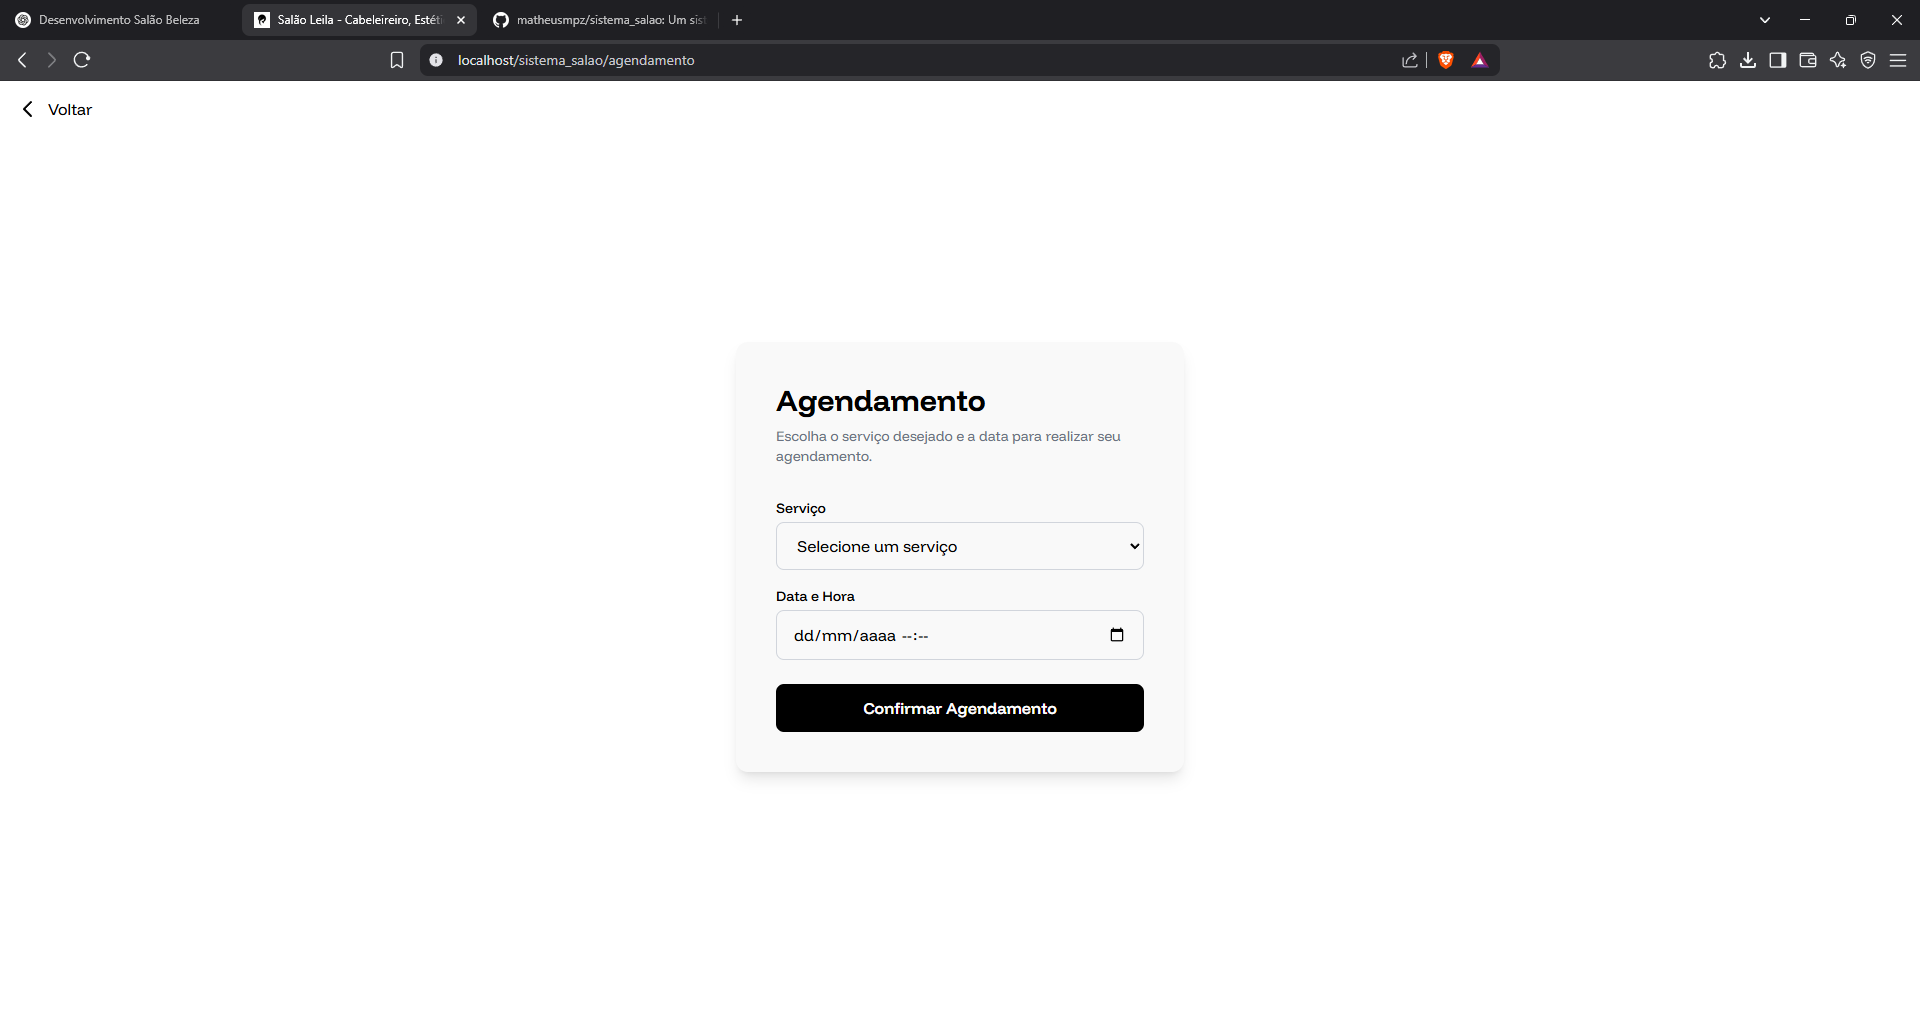 Desenvolvimento Salão Beleza
Salão Leila - Cabeleireiro, Estéti
matheusmpz/sistema_salao: Um sist
localhost/sistema_salao/agendamento
Voltar
Agendamento
Escolha o serviço desejado e a data para realizar seu
agendamento.
Serviço
Selecione um serviço
Data e Hora
dd/mm/aaaa --:--
Confirmar Agendamento